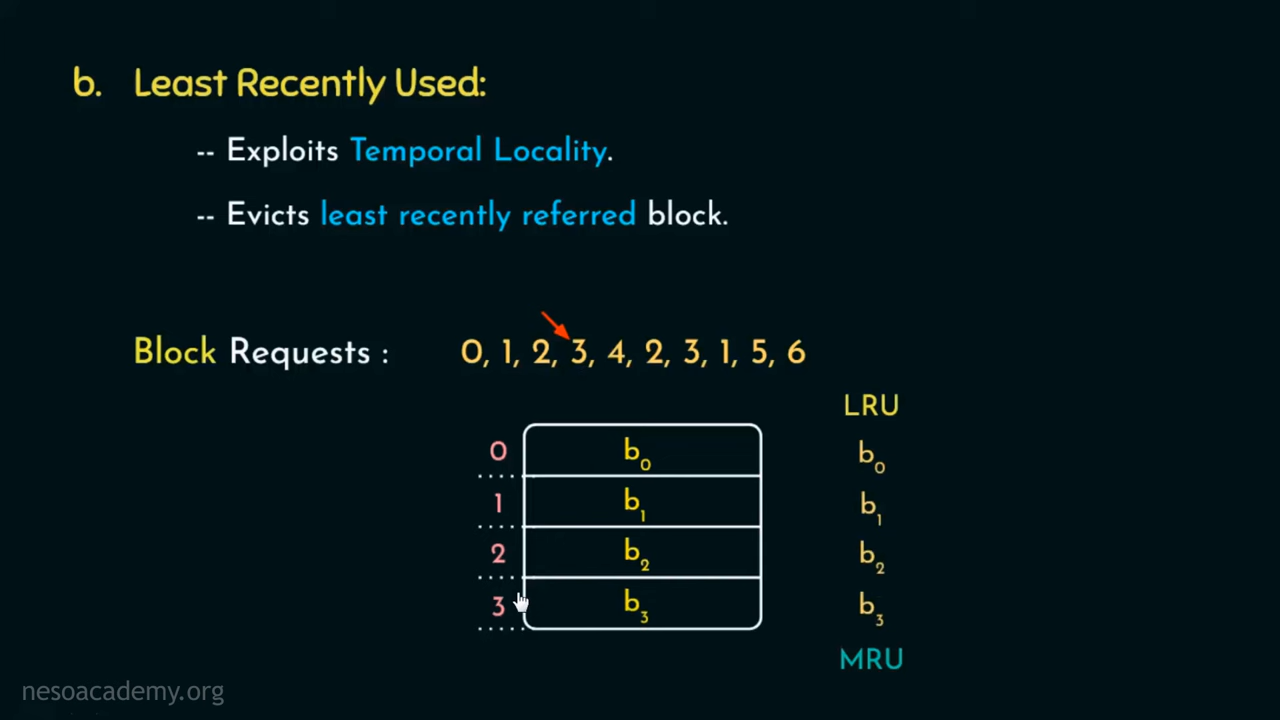 b. Least Recently Used:
-- Exploits Temporal Locality.
-- Evicts least recently referred block.
Block Requests : 0, 1, 2, 3, 4, 2, 3, 1, 5, 6
LRU
0 b₀ b₀
1 b₁ b₁
2 b₂ b₂
3 b₃ b₃
MRU
nesoacademy.org